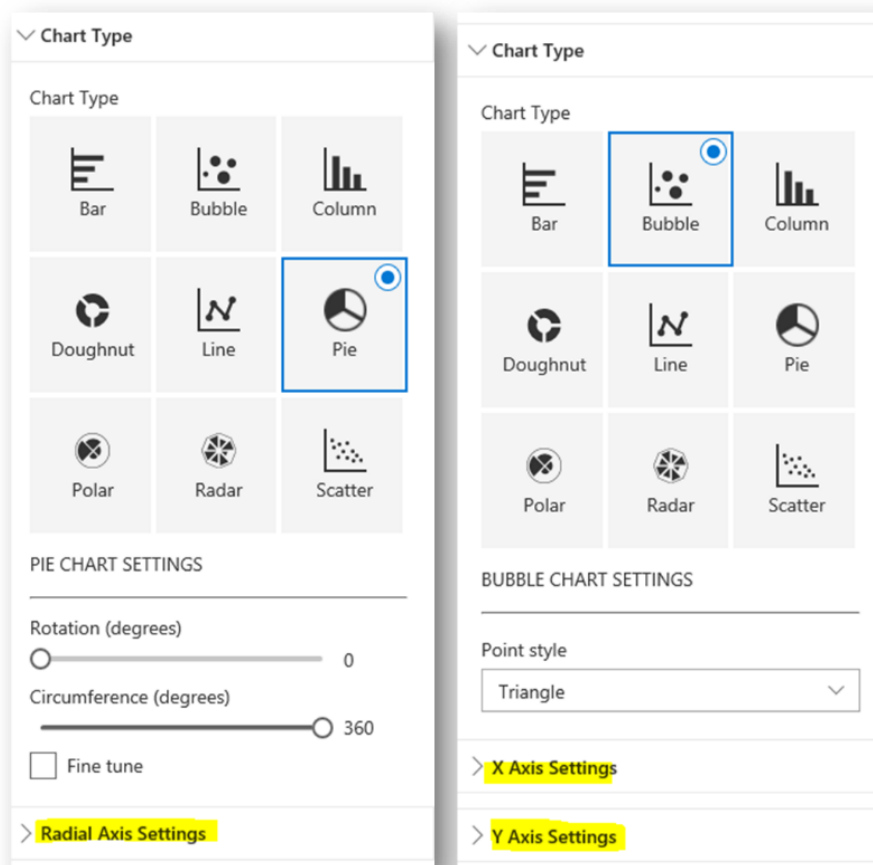 Chart Type
Chart Type
Bar
Bubble
Column
Doughnut
Line
Pie
Polar
Radar
Scatter
PIE CHART SETTINGS
Rotation (degrees)
0
Circumference (degrees)
360
Fine tune
Radial Axis Settings
Chart Type
Chart Type
Bar
Bubble
Column
Doughnut
Line
Pie
Polar
Radar
Scatter
BUBBLE CHART SETTINGS
Point style
Triangle
X Axis Settings
Y Axis Settings